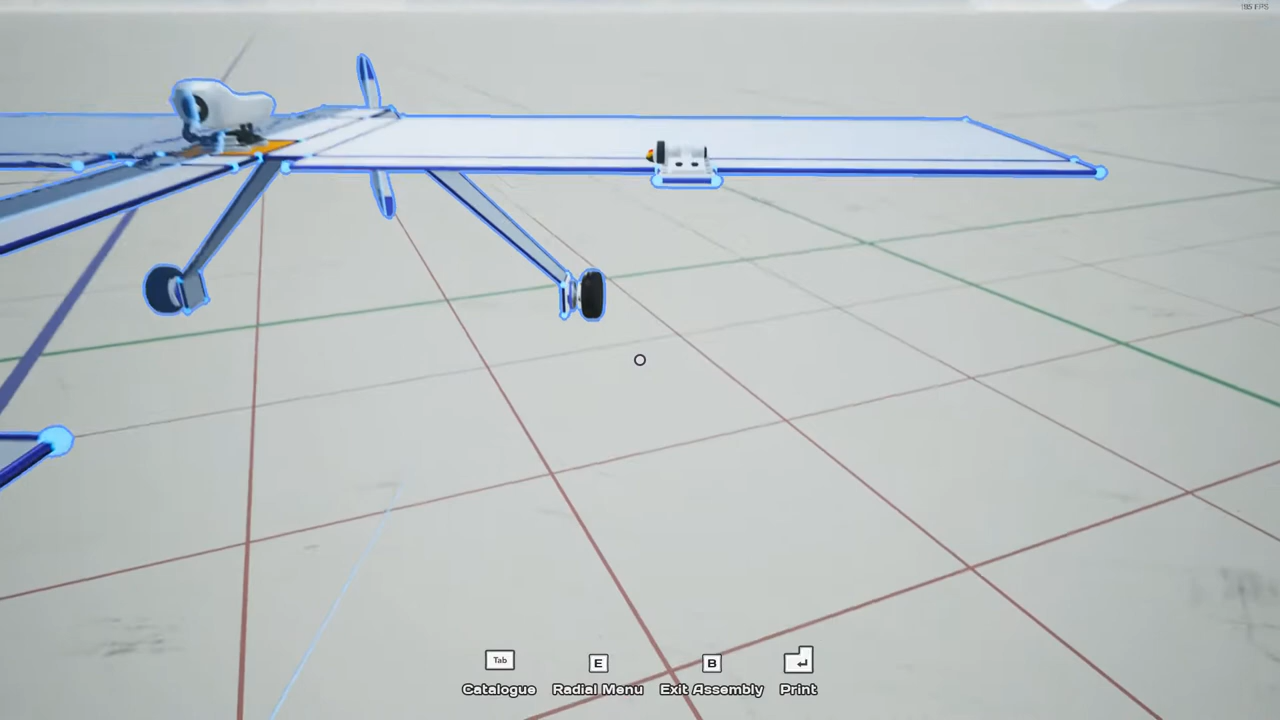 Tab
E
B
Catalogue
Radial Menu
Exit Assembly
Print